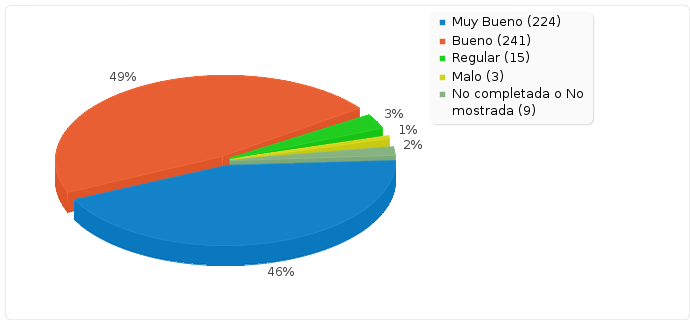 Muy Bueno (224)
Bueno (241)
Regular (15)
Malo (3)
No completada o No
mostrada (9)
49%
3%
1%
2%
46%